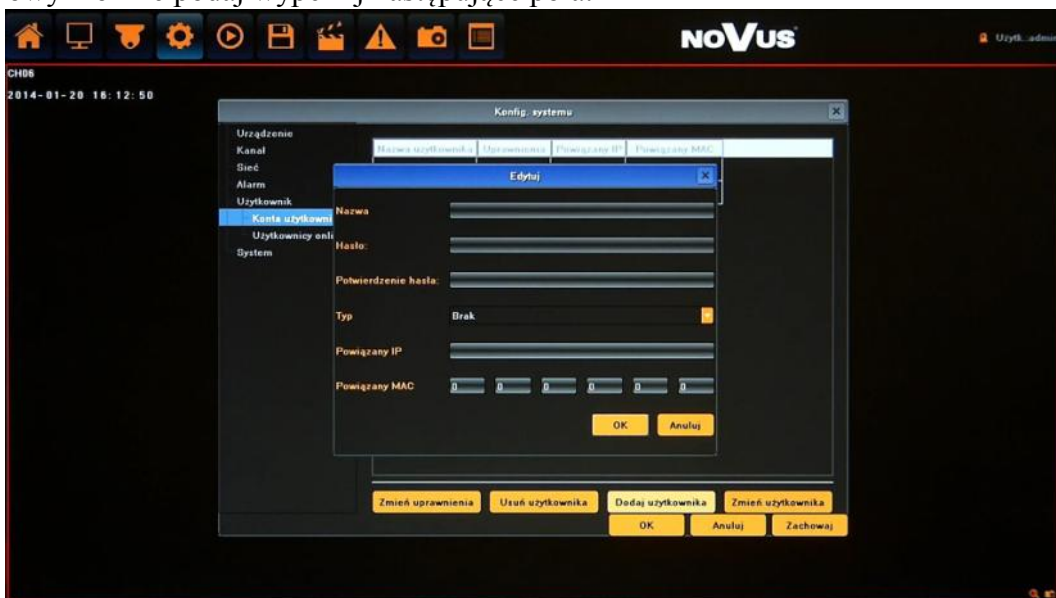 NOVUS
Użytk..admin
CH06
2014-01-20 16:12:50
Konfig. systemu
Urządzenie
Kanał
Sieć
Alarm
Użytkownik
Konta użytkowni
Użytkownicy onli
System
Nazwa użytkownika Uprawnienia Powiązany IP Powiązany MAC
Edytuj
Nazwa
Hasło:
Potwierdzenie hasła:
Typ Brak
Powiązany IP
Powiązany MAC 0 0 0 0 0 0
OK Anuluj
Zmień uprawnienia Usuń użytkownika Dodaj użytkownika Zmień użytkownika
OK Anuluj Zachowaj